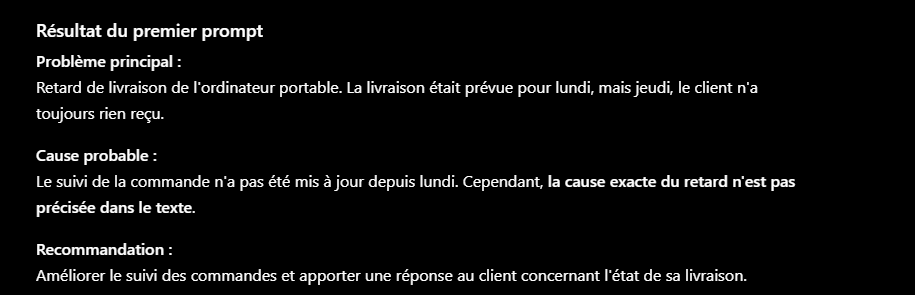 Résultat du premier prompt
Problème principal :
Retard de livraison de l'ordinateur portable. La livraison était prévue pour lundi, mais jeudi, le client n'a
toujours rien reçu.
Cause probable :
Le suivi de la commande n'a pas été mis à jour depuis lundi. Cependant, la cause exacte du retard n'est pas
précisée dans le texte.
Recommandation :
Améliorer le suivi des commandes et apporter une réponse au client concernant l'état de sa livraison.